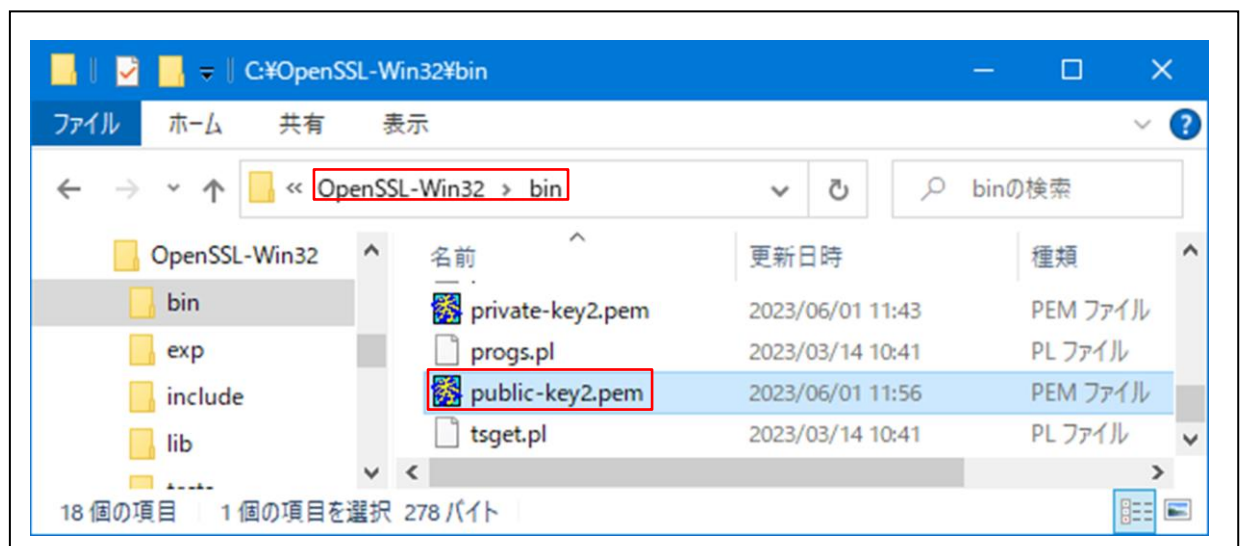 C:¥OpenSSL-Win32¥bin
ファイル ホーム 共有 表示
« OpenSSL-Win32 › bin binの検索
OpenSSL-Win32 名前 更新日時 種類
bin private-key2.pem 2023/06/01 11:43 PEM ファイル
exp progs.pl 2023/03/14 10:41 PL ファイル
include public-key2.pem 2023/06/01 11:56 PEM ファイル
lib tsget.pl 2023/03/14 10:41 PL ファイル
18 個の項目 1 個の項目を選択 278 バイト